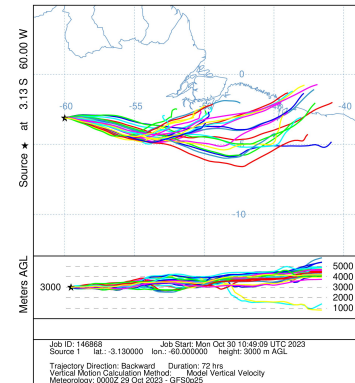 Source ★ at   3.13 S   60.00 W
0
-60
-55
-40
-10
Meters AGL
3000
5000
4000
3000
2000
1000
Job ID: 146868 Job Start: Mon Oct 30 10:49:09 UTC 2023
Source 1 lat.: -3.130000 lon.: -60.000000 height: 3000 m AGL
Trajectory Direction: Backward Duration: 72 hrs
Vertical Motion Calculation Method: Model Vertical Velocity
Meteorology: 0000Z 29 Oct 2023 - GFS0p25